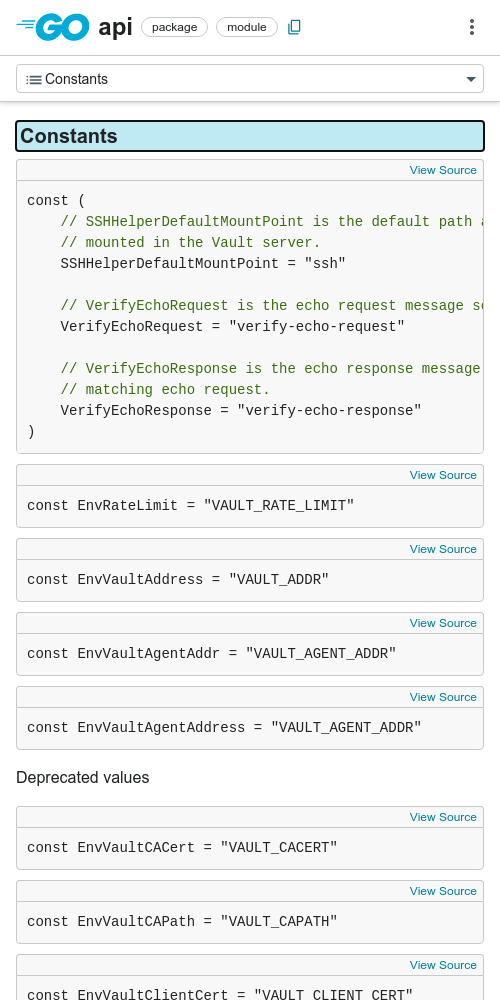 GO api package module
Constants
Constants
View Source
const (
// SSHHelperDefaultMountPoint is the default path
// mounted in the Vault server.
SSHHelperDefaultMountPoint = "ssh"
// VerifyEchoRequest is the echo request message
VerifyEchoRequest = "verify-echo-request"
// VerifyEchoResponse is the echo response message
// matching echo request.
VerifyEchoResponse = "verify-echo-response"
)
View Source
const EnvRateLimit = "VAULT_RATE_LIMIT"
View Source
const EnvVaultAddress = "VAULT_ADDR"
View Source
const EnvVaultAgentAddr = "VAULT_AGENT_ADDR"
View Source
const EnvVaultAgentAddress = "VAULT_AGENT_ADDR"
Deprecated values
View Source
const EnvVaultCACert = "VAULT_CACERT"
View Source
const EnvVaultCAPath = "VAULT_CAPATH"
View Source
const EnvVaultClientCert = "VAULT_CLIENT_CERT"